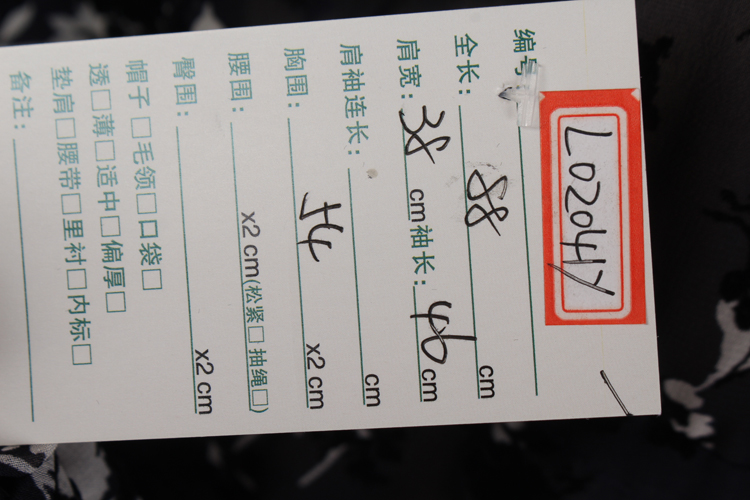 编号 L02041Y
全长: 88 cm
肩宽: 38 cm 袖长: 46 cm
肩袖连长: cm
胸围: 54 x2 cm
腰围: x2 cm(松紧□ 抽绳□)
臀围: x2 cm
帽子□毛领□口袋□
透□薄□适中□偏厚□
垫肩□腰带□里衬□内标□
备注: